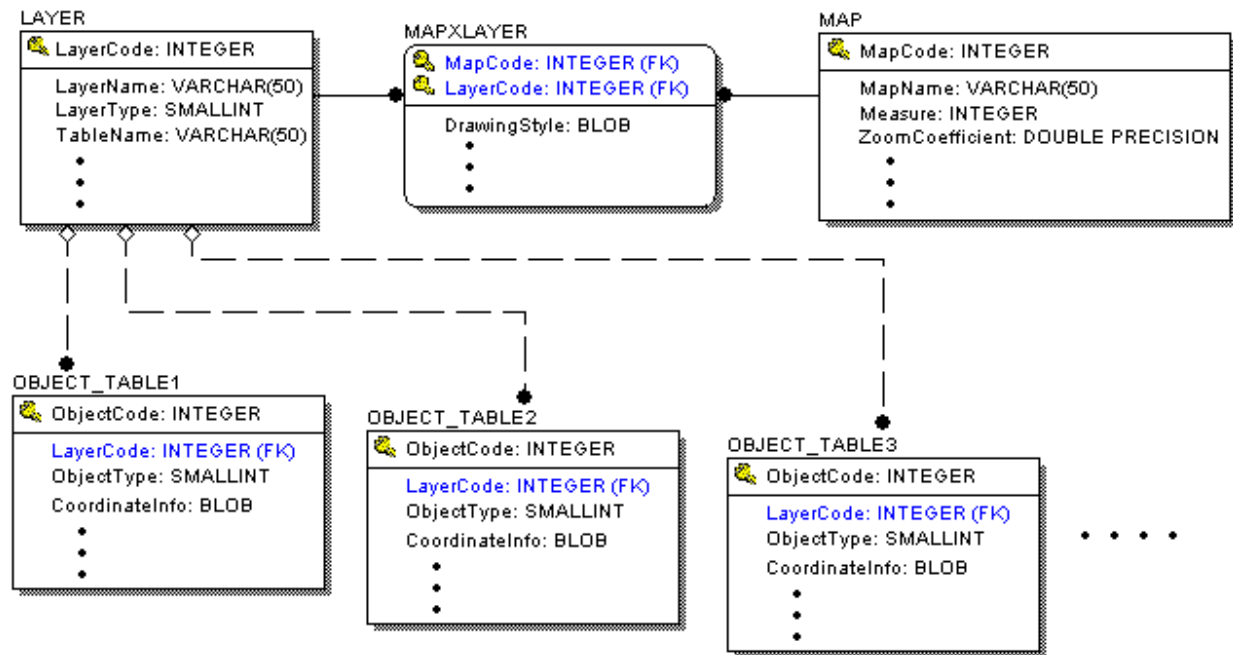 LAYER
LayerCode: INTEGER
LayerName: VARCHAR(50)
LayerType: SMALLINT
TableName: VARCHAR(50)
MAPXLAYER
MapCode: INTEGER (FK)
LayerCode: INTEGER (FK)
DrawingStyle: BLOB
MAP
MapCode: INTEGER
MapName: VARCHAR(50)
Measure: INTEGER
ZoomCoefficient: DOUBLE PRECISION
OBJECT_TABLE1
ObjectCode: INTEGER
LayerCode: INTEGER (FK)
ObjectType: SMALLINT
CoordinateInfo: BLOB
OBJECT_TABLE2
ObjectCode: INTEGER
LayerCode: INTEGER (FK)
ObjectType: SMALLINT
CoordinateInfo: BLOB
OBJECT_TABLE3
ObjectCode: INTEGER
LayerCode: INTEGER (FK)
ObjectType: SMALLINT
CoordinateInfo: BLOB